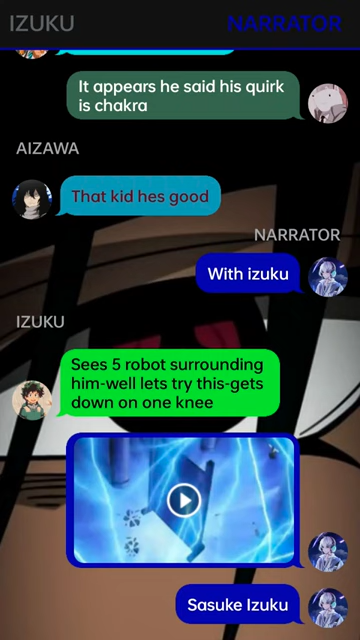 IZUKU
NARRATOR
It appears he said his quirk
is chakra
AIZAWA
That kid hes good
NARRATOR
With izuku
IZUKU
Sees 5 robot surrounding
him-well lets try this-gets
down on one knee
Sasuke Izuku